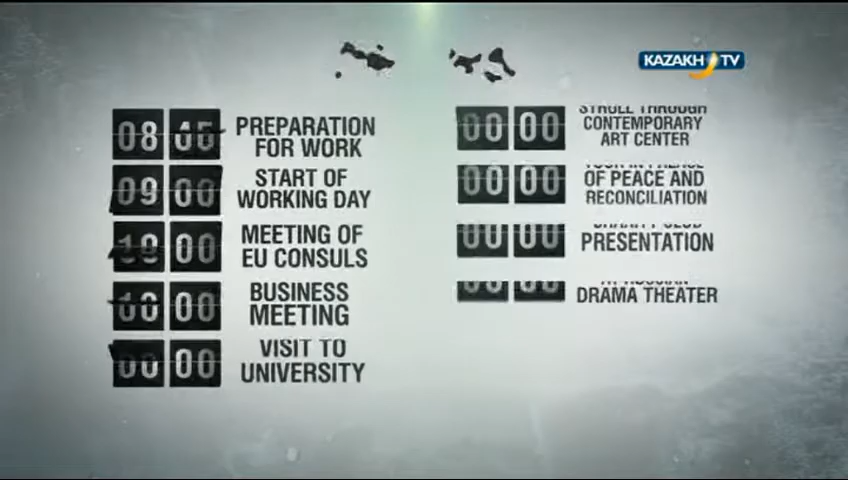 KAZAKH TV
08
PREPARATION
FOR WORK
09 00
START OF
WORKING DAY
00
MEETING OF
EU CONSULS
00
BUSINESS
MEETING
00
VISIT TO
UNIVERSITY
00 00
STROLL THROUGH
CONTEMPORARY
ART CENTER
00 00
OF PEACE AND
RECONCILIATION
00 00
PRESENTATION
DRAMA THEATER